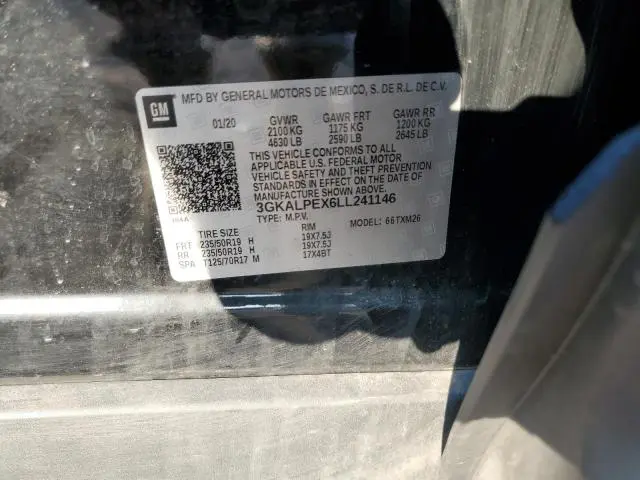 GM
MFD BY GENERAL MOTORS DE MEXICO, S. DE R.L. DE C.V.
01/20 GVWR GAWR FRT GAWR RR
2100 KG 1175 KG 1200 KG
4630 LB 2590 LB 2645 LB
THIS VEHICLE CONFORMS TO ALL
APPLICABLE U.S. FEDERAL MOTOR
VEHICLE SAFETY AND THEFT PREVENTION
STANDARDS IN EFFECT ON THE DATE OF
MANUFACTURE SHOWN ABOVE.
3GKALPEX6LL241146
TYPE: M.P.V. MODEL: 66TXM26
TIRE SIZE RIM
FRT 235/50R19 H 19X7.5J
RR 235/50R19 H 19X7.5J
SPA T125/70R17 M 17X4BT